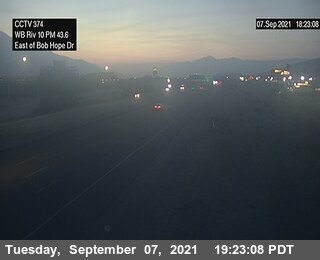 CCTV 374
WB Riv 10 PM 43.6
East of Bob Hope Dr
07.Sep 2021 18:23:08
Tuesday, September 07, 2021 19:23:08 PDT